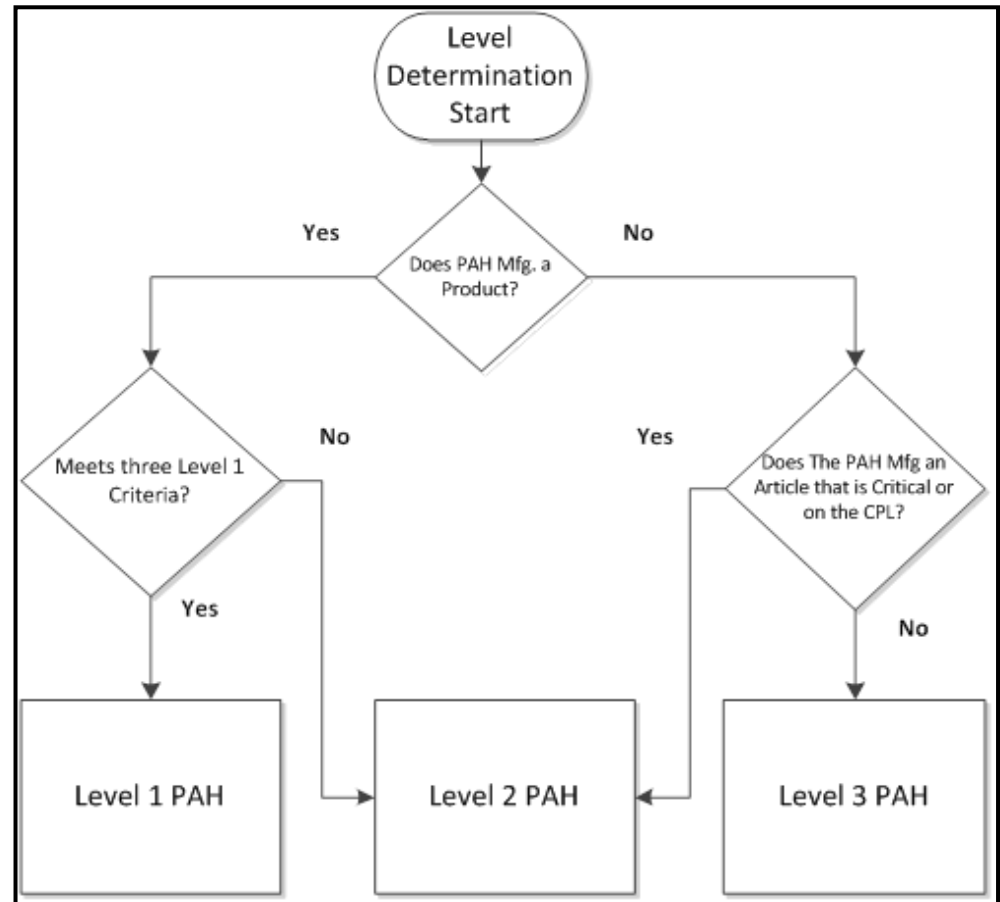 Level
Determination
Start
Yes
No
Does PAH Mfg. a
Product?
No
Yes
Meets three Level 1
Criteria?
Does The PAH Mfg an
Article that is Critical or
on the CPL?
Yes
No
Level 1 PAH
Level 2 PAH
Level 3 PAH